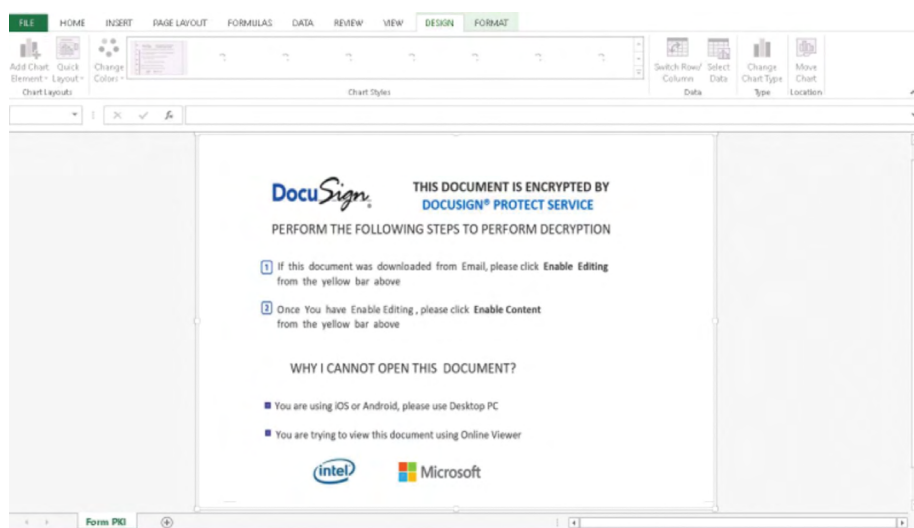 FILE HOME INSERT PAGE LAYOUT FORMULAS DATA REVIEW VIEW DESIGN FORMAT
Add Chart Element
Quick Layout
Change Colors
Switch Row/ Column
Select Data
Change Chart Type
Move Chart
Chart Layouts
Chart Styles
Data
Type
Location
fx
DocuSign
THIS DOCUMENT IS ENCRYPTED BY
DOCUSIGN® PROTECT SERVICE
PERFORM THE FOLLOWING STEPS TO PERFORM DECRYPTION
1 If this document was downloaded from Email, please click Enable Editing
from the yellow bar above
2 Once You have Enable Editing , please click Enable Content
from the yellow bar above
WHY I CANNOT OPEN THIS DOCUMENT?
You are using iOS or Android, please use Desktop PC
You are trying to view this document using Online Viewer
intel
Microsoft
Form PKI